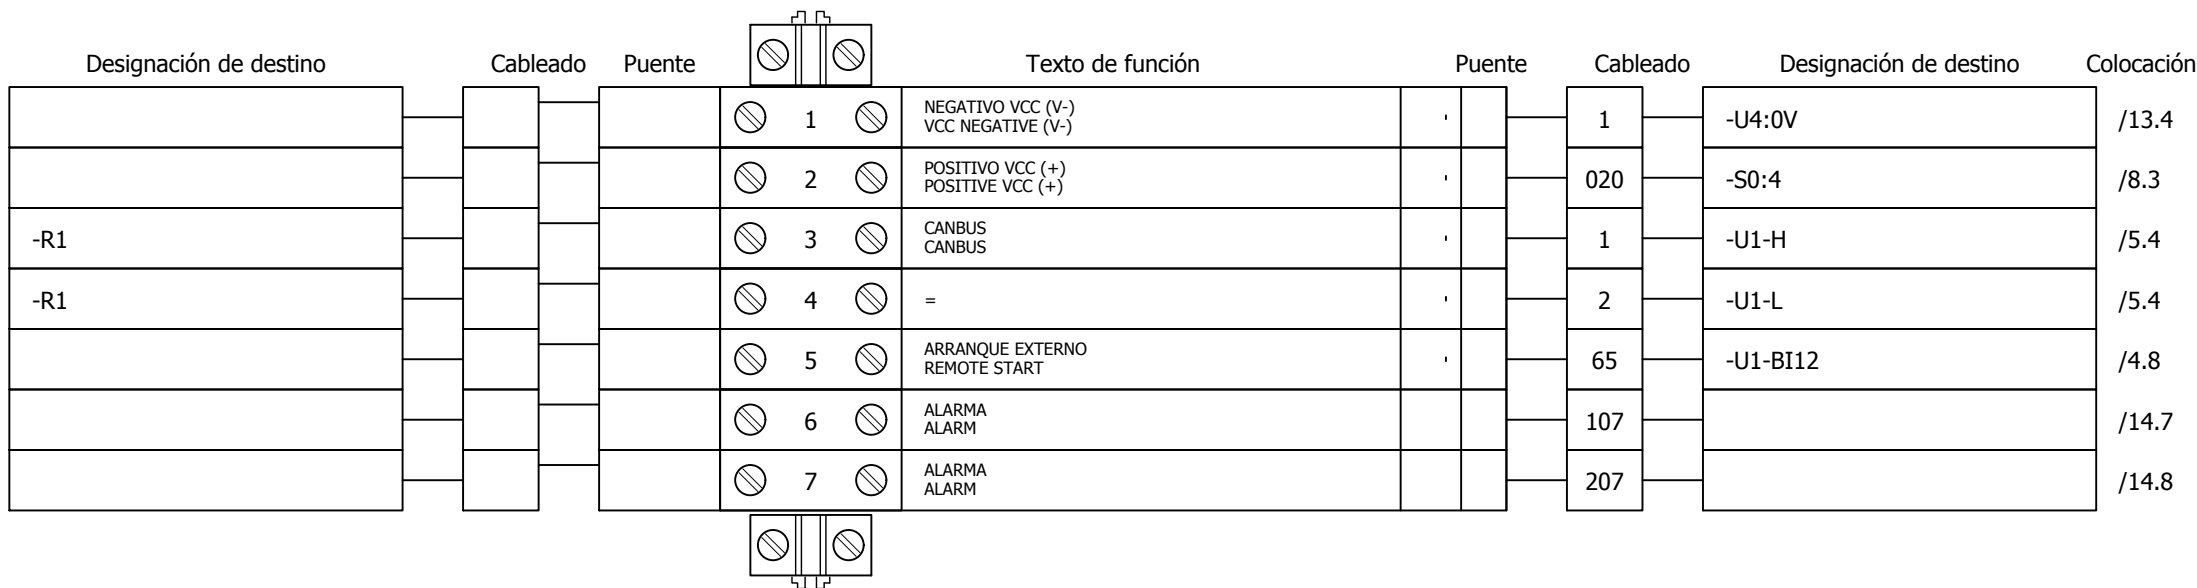 Designación de destino Cableado Puente Texto de función Puente Cableado Designación de destino Colocación
1 NEGATIVO VCC (V-) 1 -U4:0V /13.4
VCC NEGATIVE (V-)
2 POSITIVO VCC (+) 020 -S0:4 /8.3
POSITIVE VCC (+)
-R1 3 CANBUS 1 -U1-H /5.4
CANBUS
-R1 4 = 2 -U1-L /5.4
5 ARRANQUE EXTERNO 65 -U1-BI12 /4.8
REMOTE START
6 ALARMA 107 /14.7
ALARM
7 ALARMA 207 /14.8
ALARM